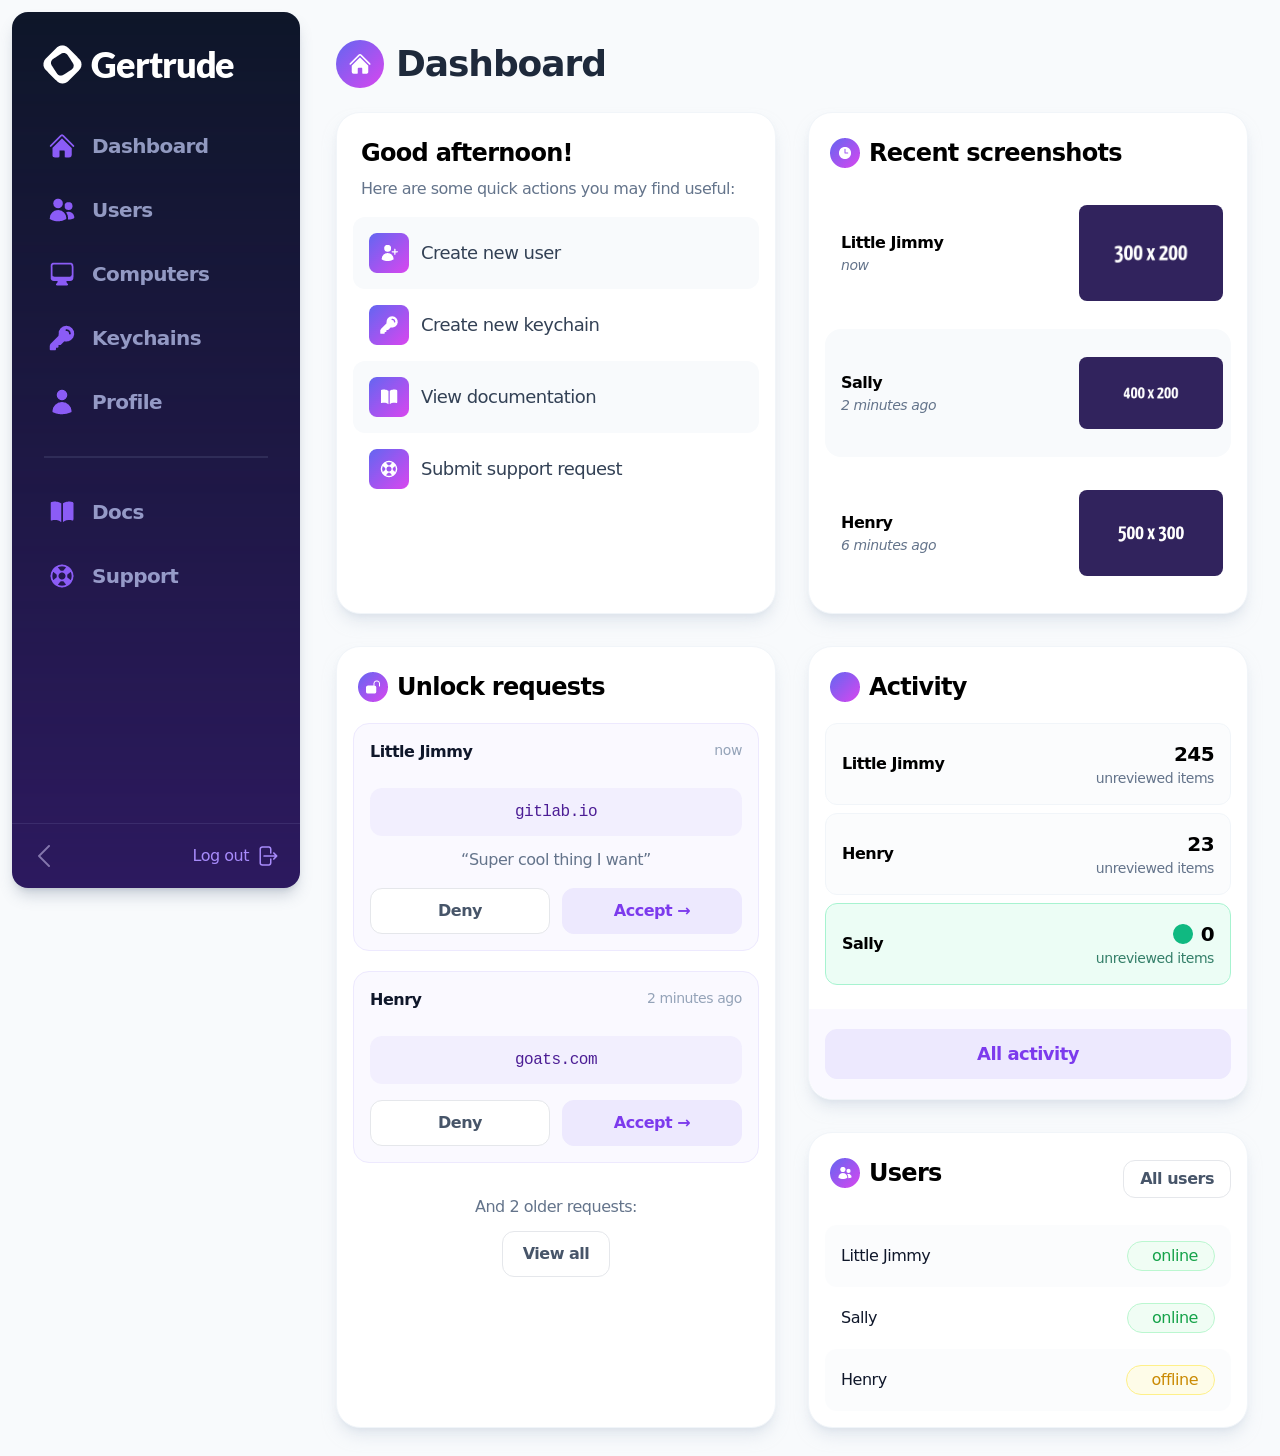 Gertrude
Dashboard
Users
Computers
Keychains
Profile
Docs
Support
Log out
Dashboard
Good afternoon!
Here are some quick actions you may find useful:
Create new user
Create new keychain
View documentation
Submit support request
Recent screenshots
Little Jimmy
now
300 x 200
Sally
2 minutes ago
400 x 200
Henry
6 minutes ago
500 x 300
Unlock requests
Little Jimmy
now
gitlab.io
“Super cool thing I want”
Deny
Accept →
Henry
2 minutes ago
goats.com
Deny
Accept →
And 2 older requests:
View all
Activity
Little Jimmy
245
unreviewed items
Henry
23
unreviewed items
Sally
0
unreviewed items
All activity
Users
All users
Little Jimmy
online
Sally
online
Henry
offline